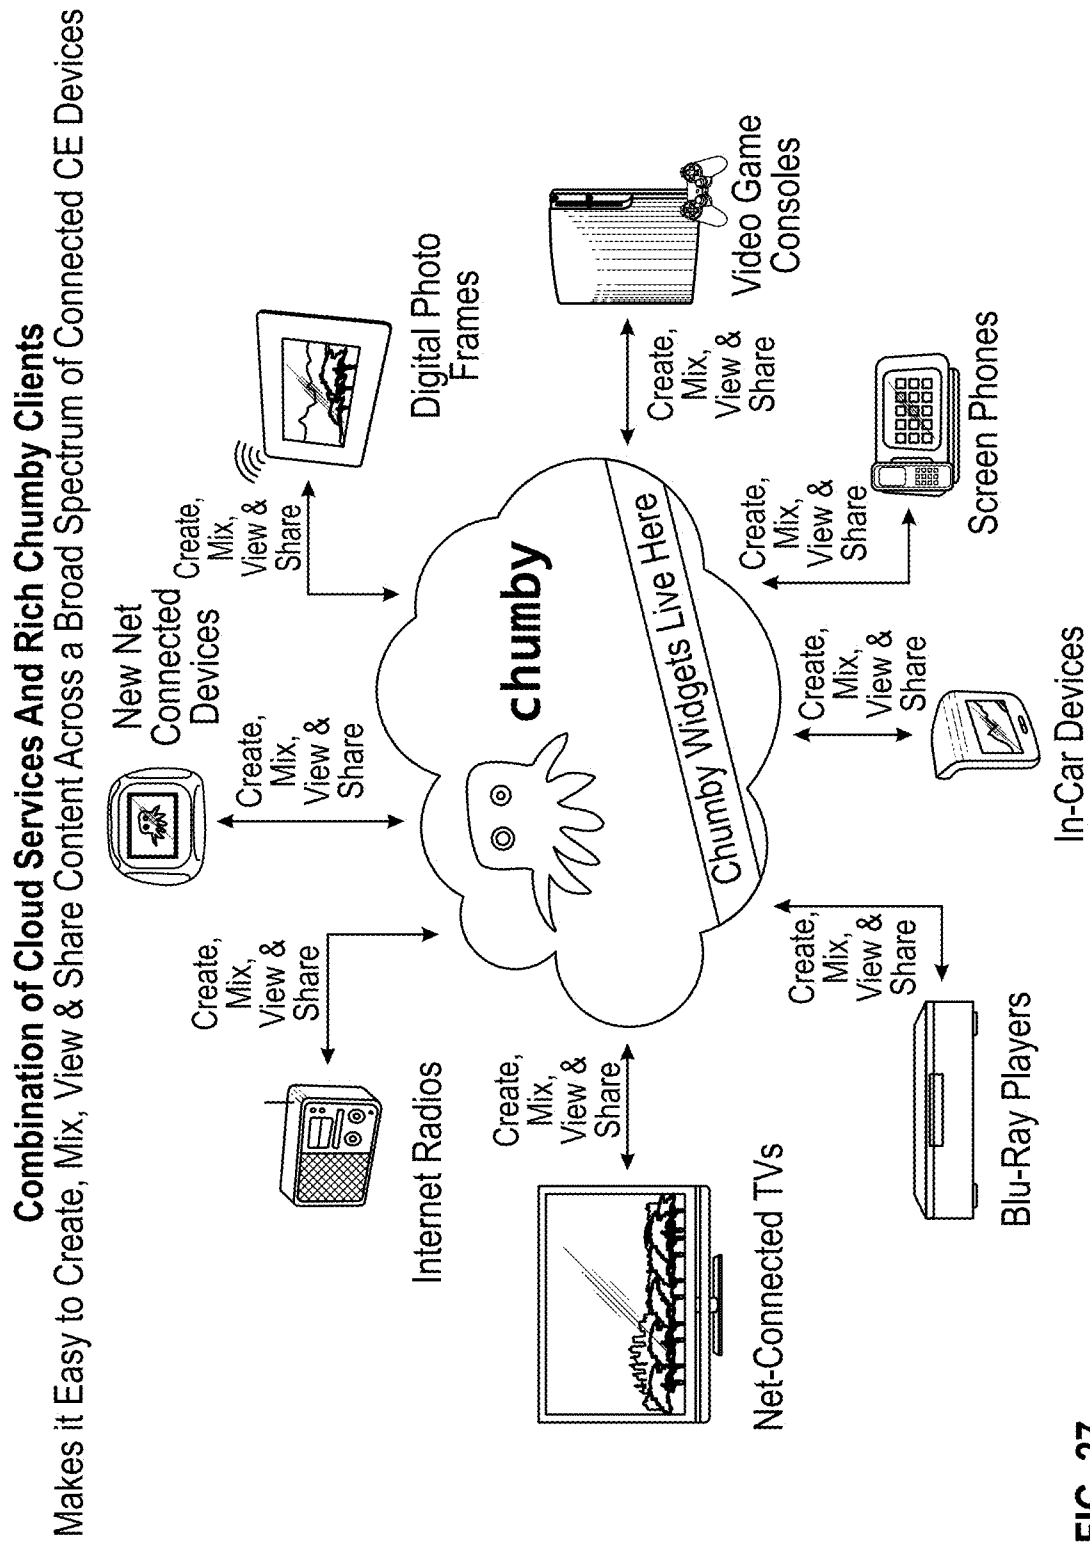 Combination of Cloud Services And Rich Chumby Clients
Makes it Easy to Create, Mix, View & Share Content Across a Broad Spectrum of Connected CE Devices
New Net
Connected
Devices
Create,
Mix,
View &
Share
Create,
Mix,
View &
Share
Digital Photo
Frames
Create,
Mix,
View &
Share
Internet Radios
chumby
Chumby Widgets Live Here
Create,
Mix,
View &
Share
Net-Connected TVs
Create,
Mix,
View &
Share
Video Game
Consoles
Create,
Mix,
View &
Share
Blu-Ray Players
Create,
Mix,
View &
Share
In-Car Devices
Create,
Mix,
View &
Share
Screen Phones
FIG. 27